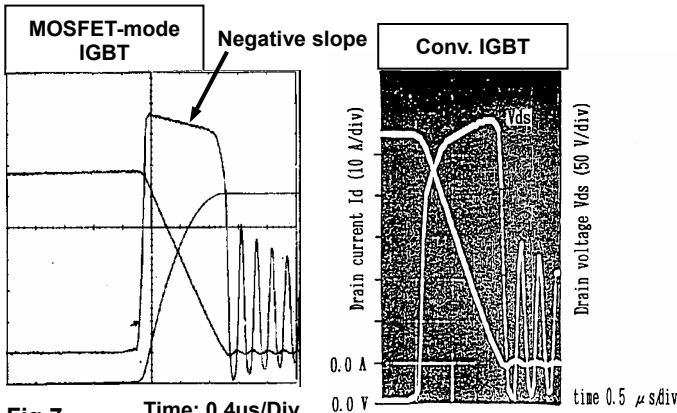 MOSFET-mode
IGBT
Negative slope
Conv. IGBT
Vds
Drain current Id (10 A/div)
Drain voltage Vds (50 V/div)
0.0 A
0.0 V
time 0.5 μs/div
Fig.7
Time: 0.4us/Div